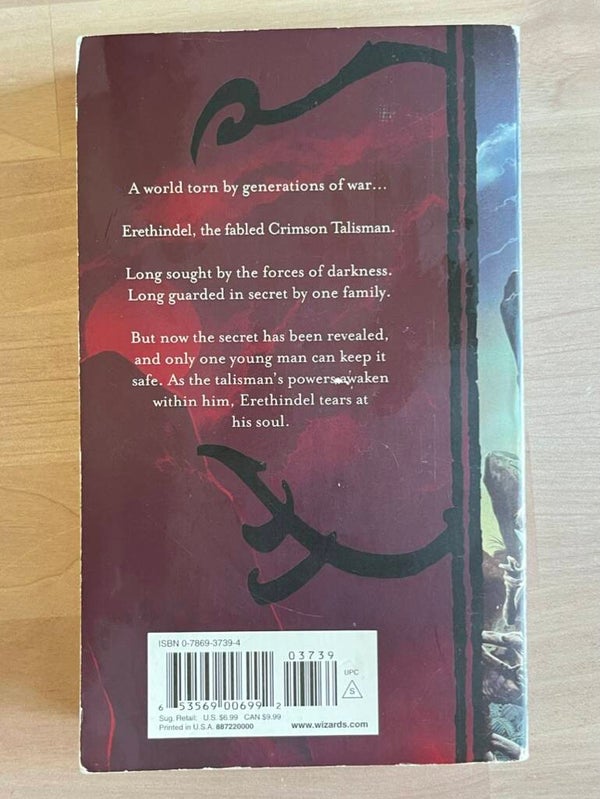 A world torn by generations of war...
Erethindel, the fabled Crimson Talisman.
Long sought by the forces of darkness.
Long guarded in secret by one family.
But now the secret has been revealed,
and only one young man can keep it
safe. As the talisman's powers awaken
within him, Erethindel tears at
his soul.
ISBN 0-7869-3739-4
03739
UPC
S
6 53569 00699 2
Sug. Retail: U.S. $6.99 CAN $9.99
Printed in U.S.A. 887220000
www.wizards.com